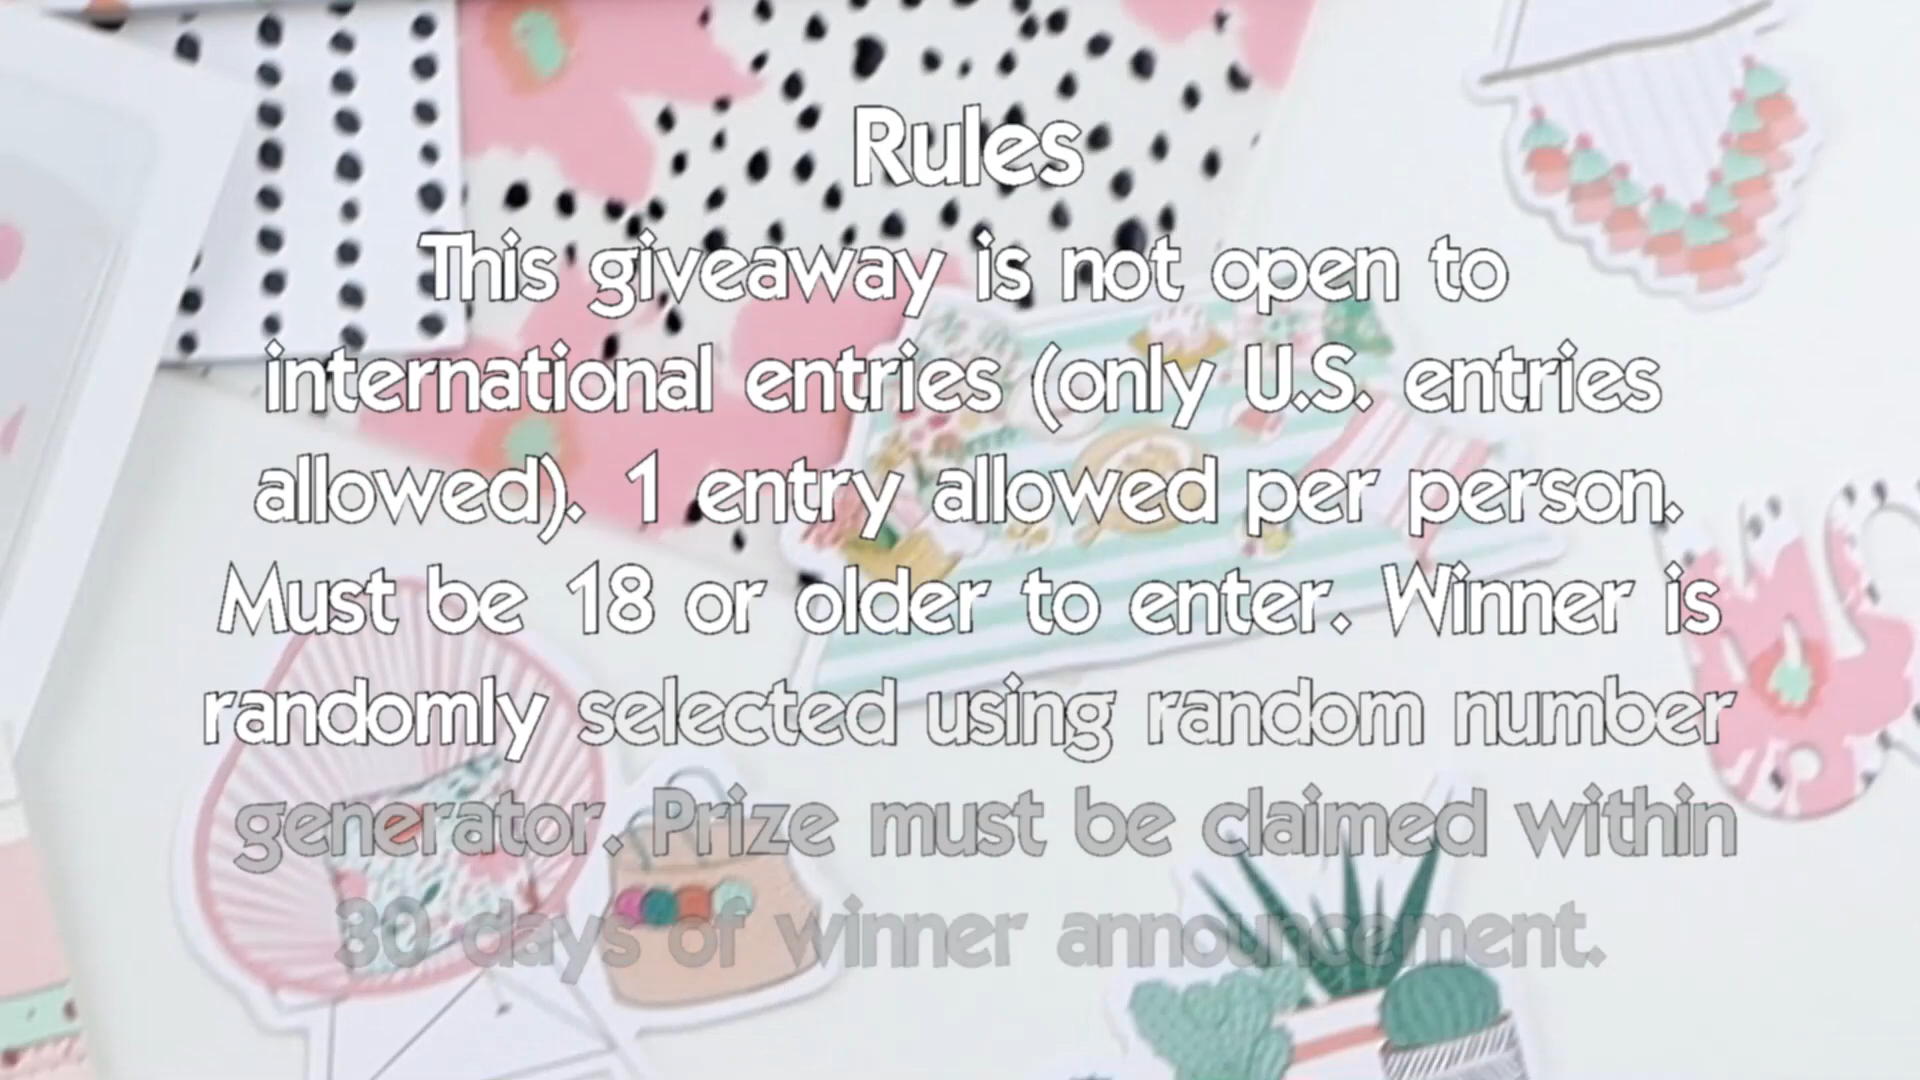 Rules
This giveaway is not open to
international entries (only U.S. entries
allowed). 1 entry allowed per person.
Must be 18 or older to enter. Winner is
randomly selected using random number
generator. Prize must be claimed within
30 days of winner announcement.